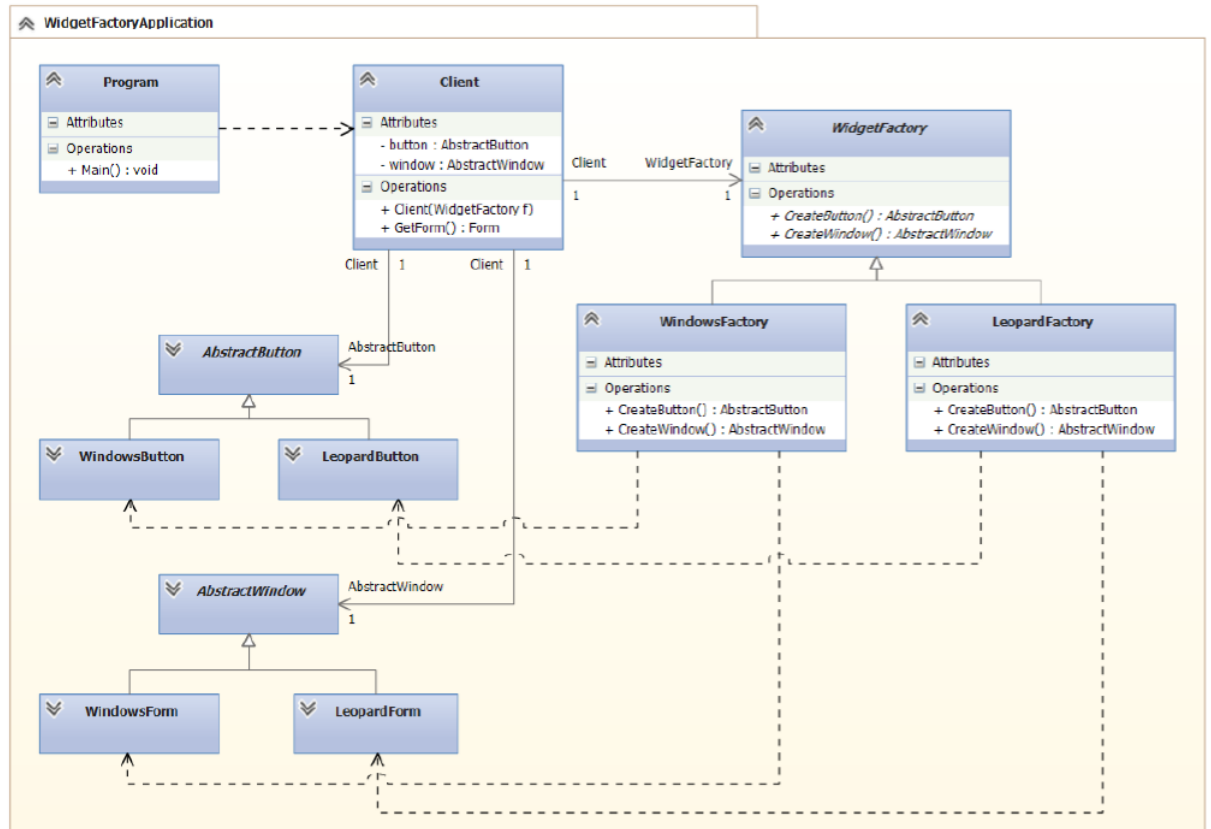 WidgetFactoryApplication
Program
Attributes
Operations
+ Main() : void
Client
Attributes
- button : AbstractButton
- window : AbstractWindow
Operations
+ Client(WidgetFactory f)
+ GetForm() : Form
Client WidgetFactory
1 1
WidgetFactory
Attributes
Operations
+ CreateButton() : AbstractButton
+ CreateWindow() : AbstractWindow
Client 1
Client 1
WindowsFactory
Attributes
Operations
+ CreateButton() : AbstractButton
+ CreateWindow() : AbstractWindow
LeopardFactory
Attributes
Operations
+ CreateButton() : AbstractButton
+ CreateWindow() : AbstractWindow
AbstractButton
AbstractButton
1
WindowsButton
LeopardButton
AbstractWindow
AbstractWindow
1
WindowsForm
LeopardForm